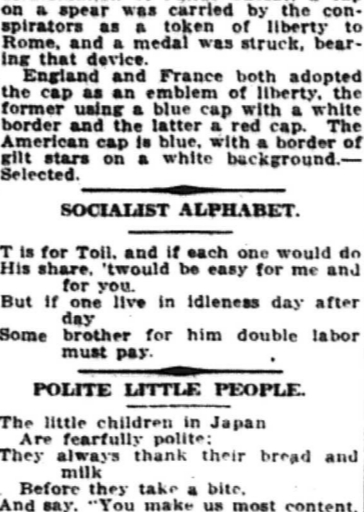 on a spear was carried by the con-
spirators as a token of liberty to
Rome, and a medal was struck, bear-
ing that device.
England and France both adopted
the cap as an emblem of liberty, the
former using a blue cap with a white
border and the latter a red cap. The
American cap is blue, with a border of
gilt stars on a white background.—
Selected.
SOCIALIST ALPHABET.
T is for Toil, and if each one would do
His share, 'twould be easy for me and
for you.
But if one live in idleness day after
day
Some brother for him double labor
must pay.
POLITE LITTLE PEOPLE.
The little children in Japan
Are fearfully polite;
They always thank their bread and
milk
Before they take a bite,
And say, "You make us most content,